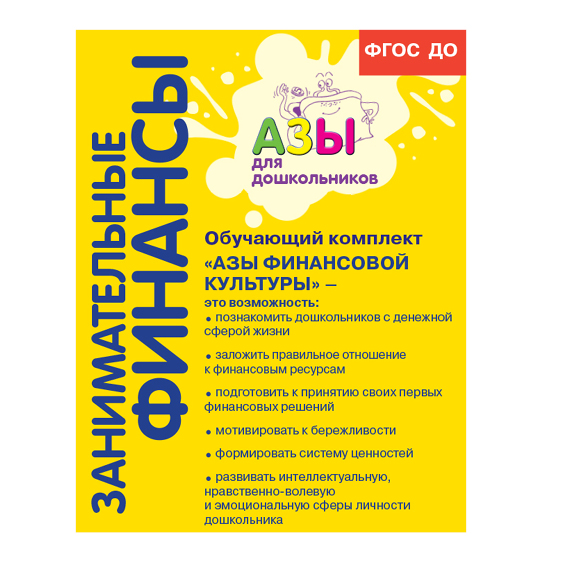 ФГОС ДО
ЗАНИМАТЕЛЬНЫЕ
ФИНАНСЫ
АЗЫ
для
дошкольников
Обучающий комплект
«АЗЫ ФИНАНСОВОЙ
КУЛЬТУРЫ» –
это возможность:
• познакомить дошкольников с денежной
сферой жизни
• заложить правильное отношение
к финансовым ресурсам
• подготовить к принятию своих первых
финансовых решений
• мотивировать к бережливости
• формировать систему ценностей
• развивать интеллектуальную,
нравственно-волевую
и эмоциональную сферы личности
дошкольника